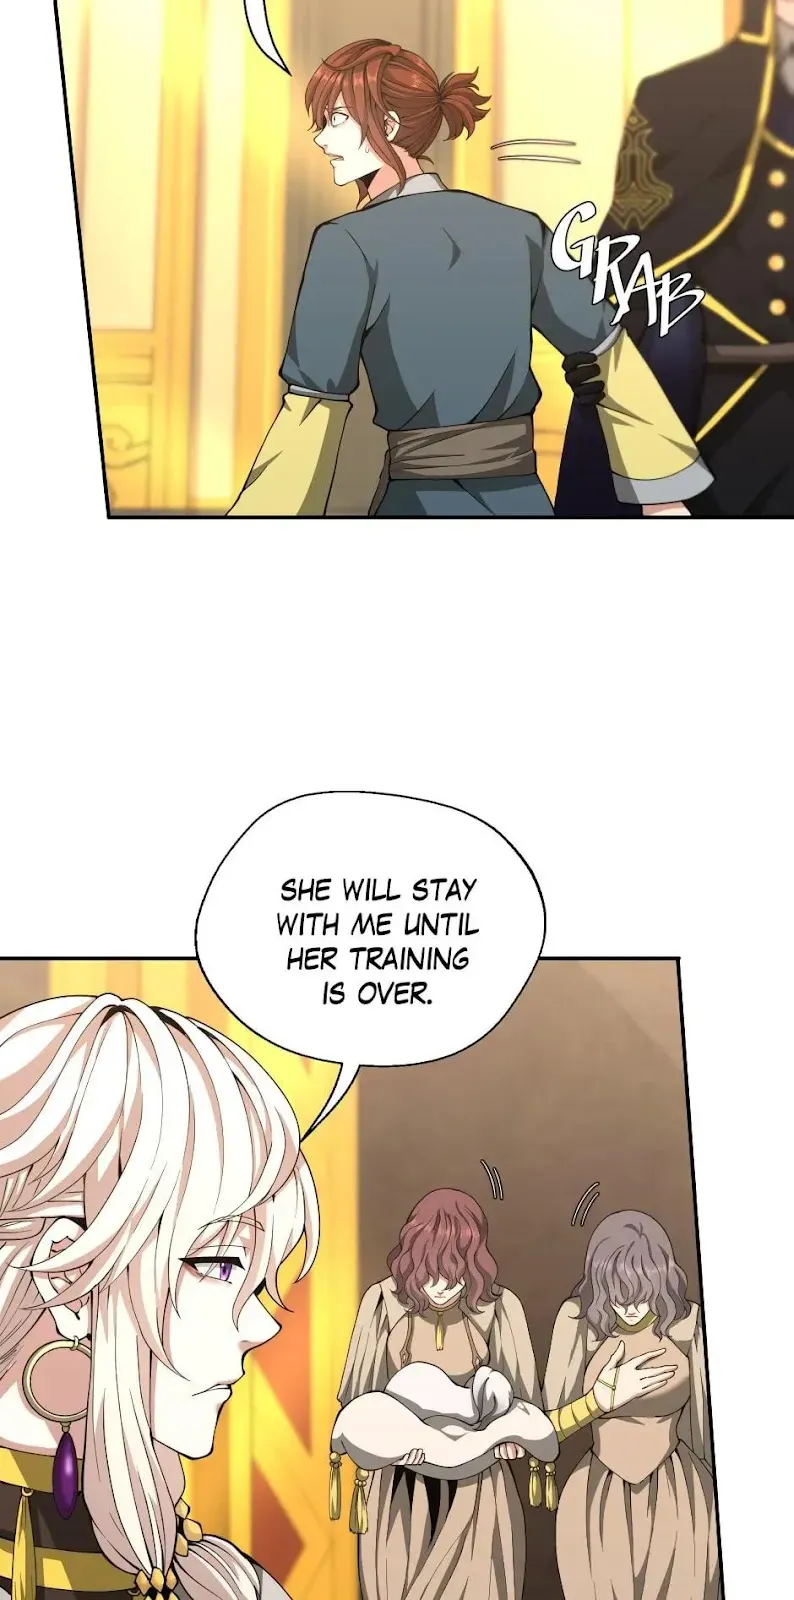 GRAB
SHE WILL STAY
WITH ME UNTIL
HER TRAINING
IS OVER.